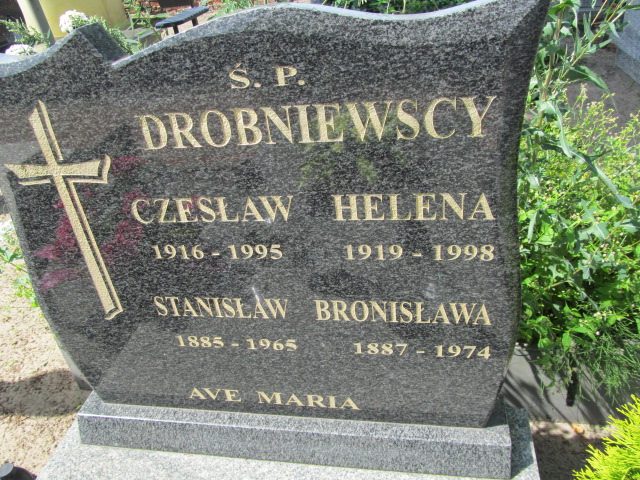 Ś. P.
DROBNIEWSCY
CZESŁAW HELENA
1916 - 1995 1919 - 1998
STANISŁAW BRONISŁAWA
1885 - 1965 1887 - 1974
AVE MARIA